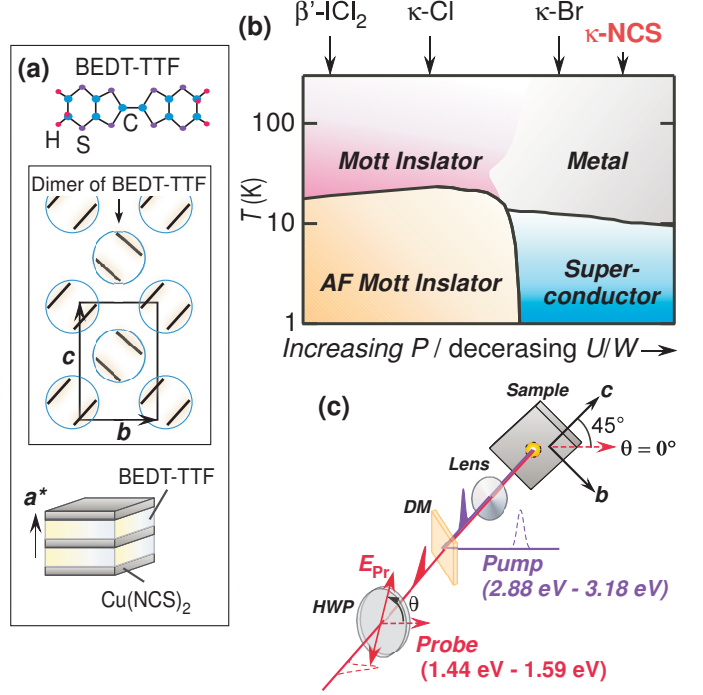 (a)
BEDT-TTF
H
S
C
Dimer of BEDT-TTF
c
b
a*
BEDT-TTF
Cu(NCS)2
(b)
β'-ICl2
κ-Cl
κ-Br
κ-NCS
T (K)
100
10
1
Mott Inslator
Metal
AF Mott Inslator
Super-
conductor
Increasing P / decerasing U/W
(c)
Sample
c
45°
θ = 0°
b
Lens
DM
Pump
(2.88 eV - 3.18 eV)
EPr
θ
HWP
Probe
(1.44 eV - 1.59 eV)